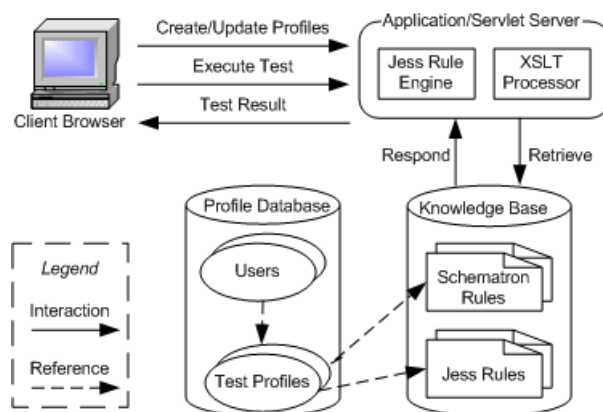 Create/Update Profiles
Execute Test
Test Result
Client Browser
Application/Servlet Server
Jess Rule
Engine
XSLT
Processor
Respond
Retrieve
Profile Database
Users
Test Profiles
Knowledge Base
Schematron
Rules
Jess Rules
Legend
Interaction
Reference